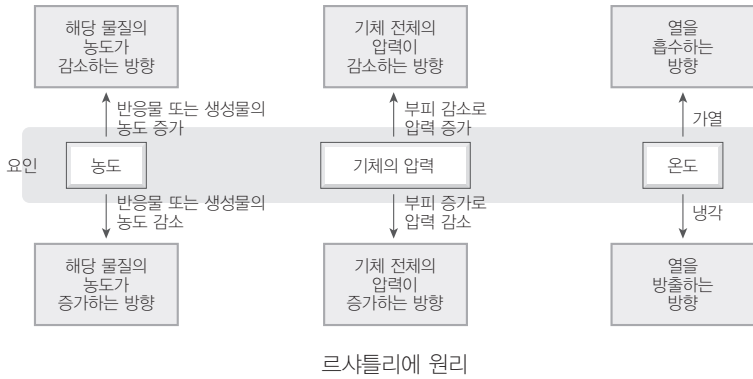 해당 물질의
농도가
감소하는 방향
기체 전체의
압력이
감소하는 방향
열을
흡수하는
방향
반응물 또는 생성물의
농도 증가
부피 감소로
압력 증가
가열
요인
농도
기체의 압력
온도
반응물 또는 생성물의
농도 감소
부피 증가로
압력 감소
냉각
해당 물질의
농도가
증가하는 방향
기체 전체의
압력이
증가하는 방향
열을
방출하는
방향
르샤틀리에 원리